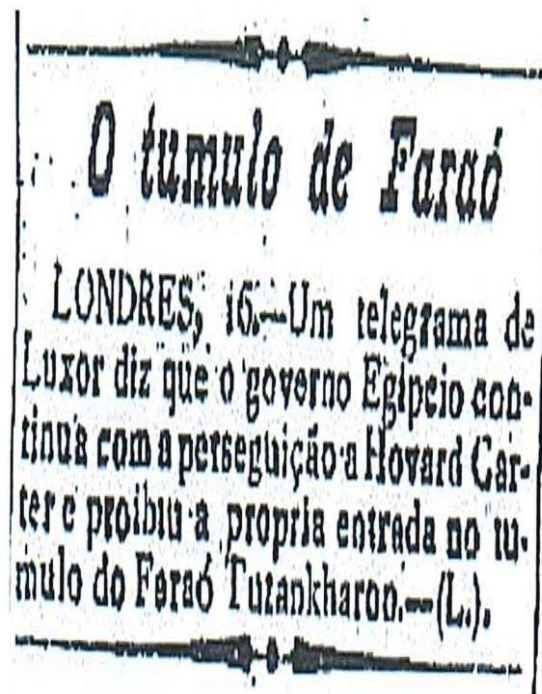 O tumulo de Faraó
LONDRES, 16.—Um telegrama de
Luxor diz que o governo Egipcio con-
tinua com a perseguição a Hovard Car-
ter e proibiu a propria entrada no tu-
mulo do Faraó Tutankharoo.—(L.).